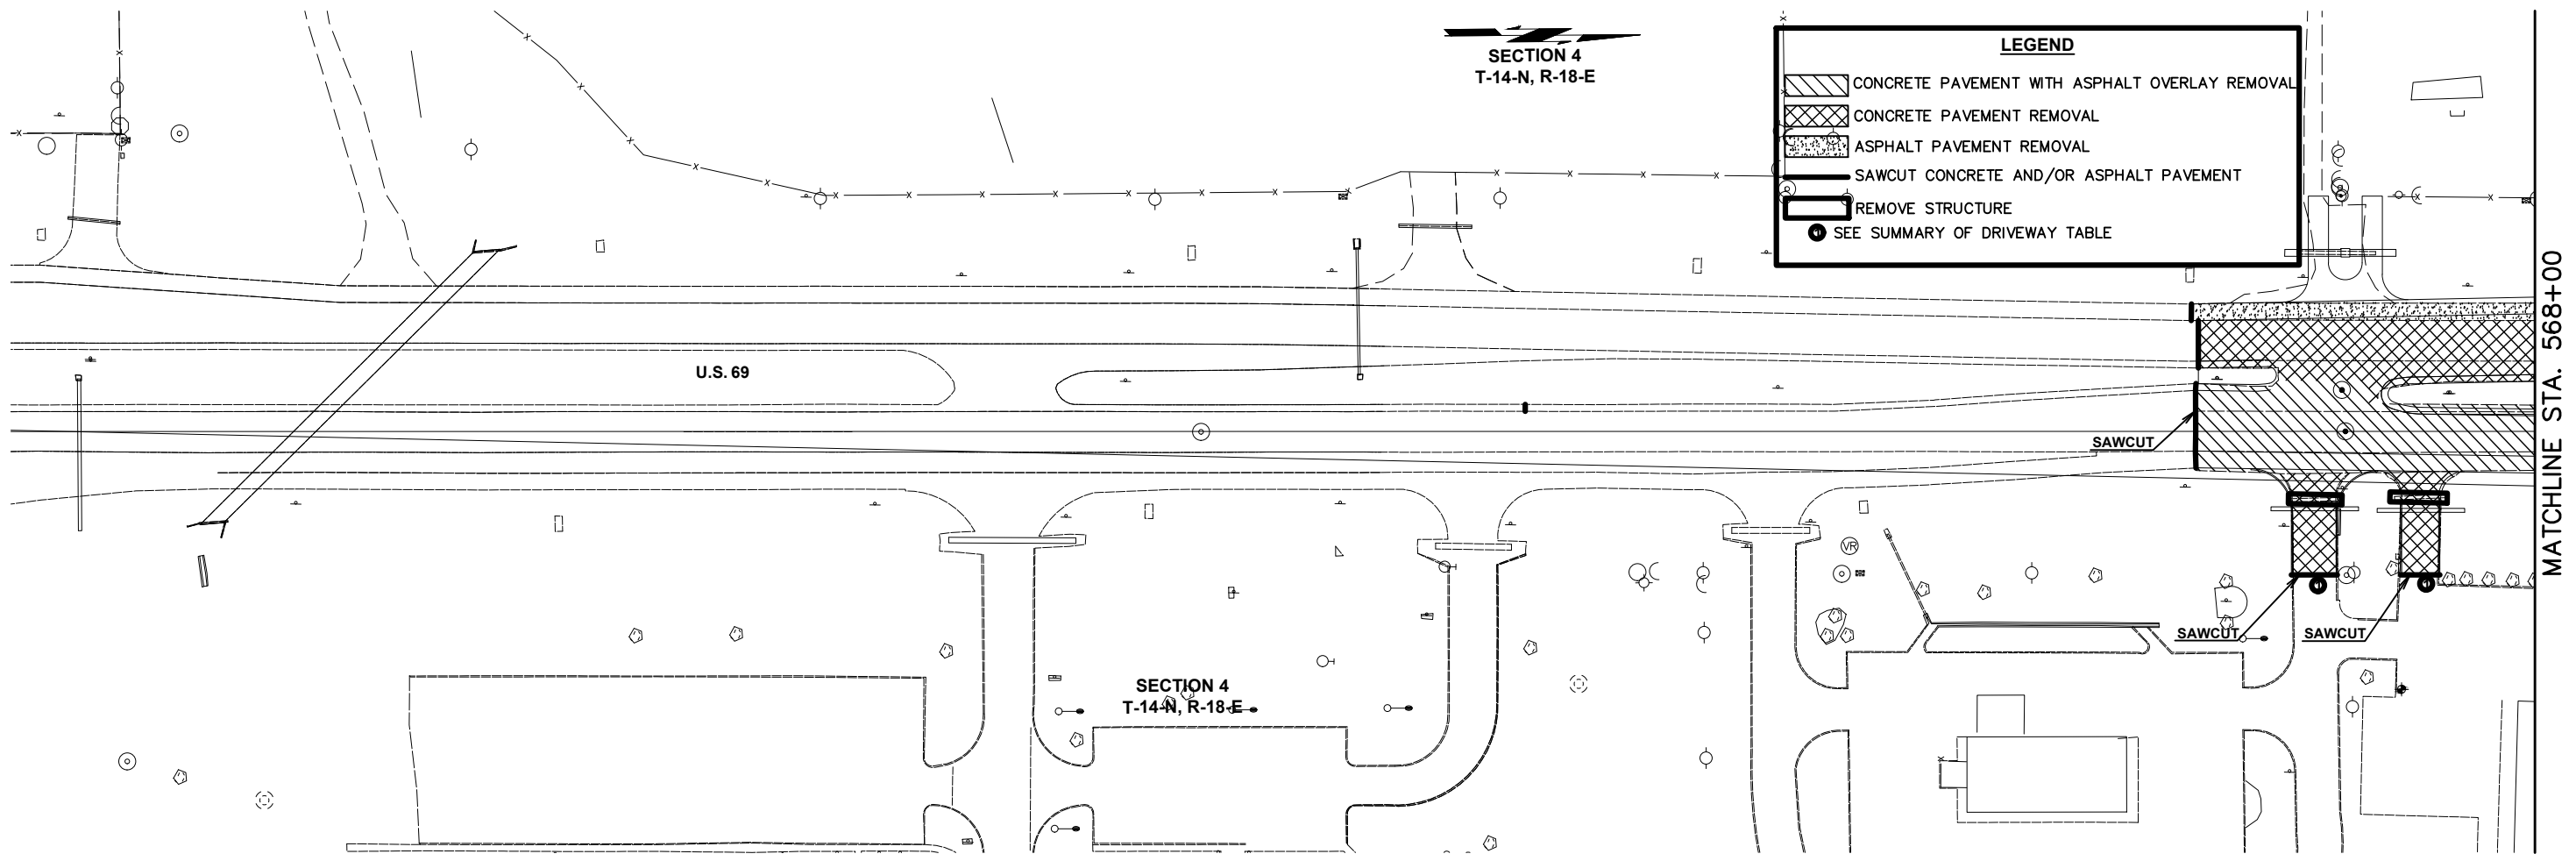 SECTION 4
T-14-N, R-18-E
LEGEND
CONCRETE PAVEMENT WITH ASPHALT OVERLAY REMOVAL
CONCRETE PAVEMENT REMOVAL
ASPHALT PAVEMENT REMOVAL
SAWCUT CONCRETE AND/OR ASPHALT PAVEMENT
REMOVE STRUCTURE
SEE SUMMARY OF DRIVEWAY TABLE
U.S. 69
SAWCUT
MATCHLINE STA. 568+00
VR
SAWCUT
SAWCUT
SECTION 4
T-14-N, R-18-E